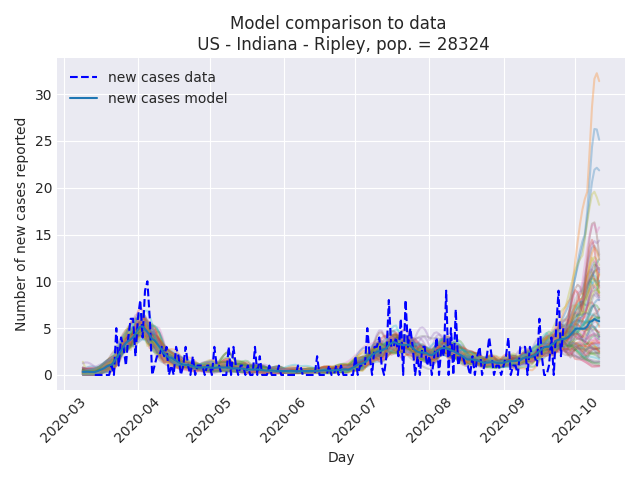 Model comparison to data
US - Indiana - Ripley, pop. = 28324
new cases data
new cases model
Number of new cases reported
30
25
20
15
10
5
0
2020-03
2020-04
2020-05
2020-06
2020-07
2020-08
2020-09
2020-10
Day